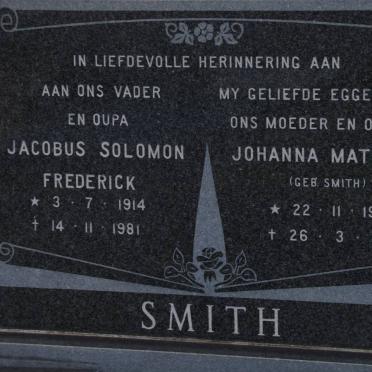 IN LIEFDEVOLLE HERINNERING AAN
AAN ONS VADER
EN OUPA
JACOBUS SOLOMON
FREDERICK
★ 3 · 7 · 1914
† 14 · 11 · 1981
MY GELIEFDE EGGE
ONS MOEDER EN O
JOHANNA MAT
(GEB. SMITH)
★ 22 · 11 · 19
† 26 · 3 ·
SMITH